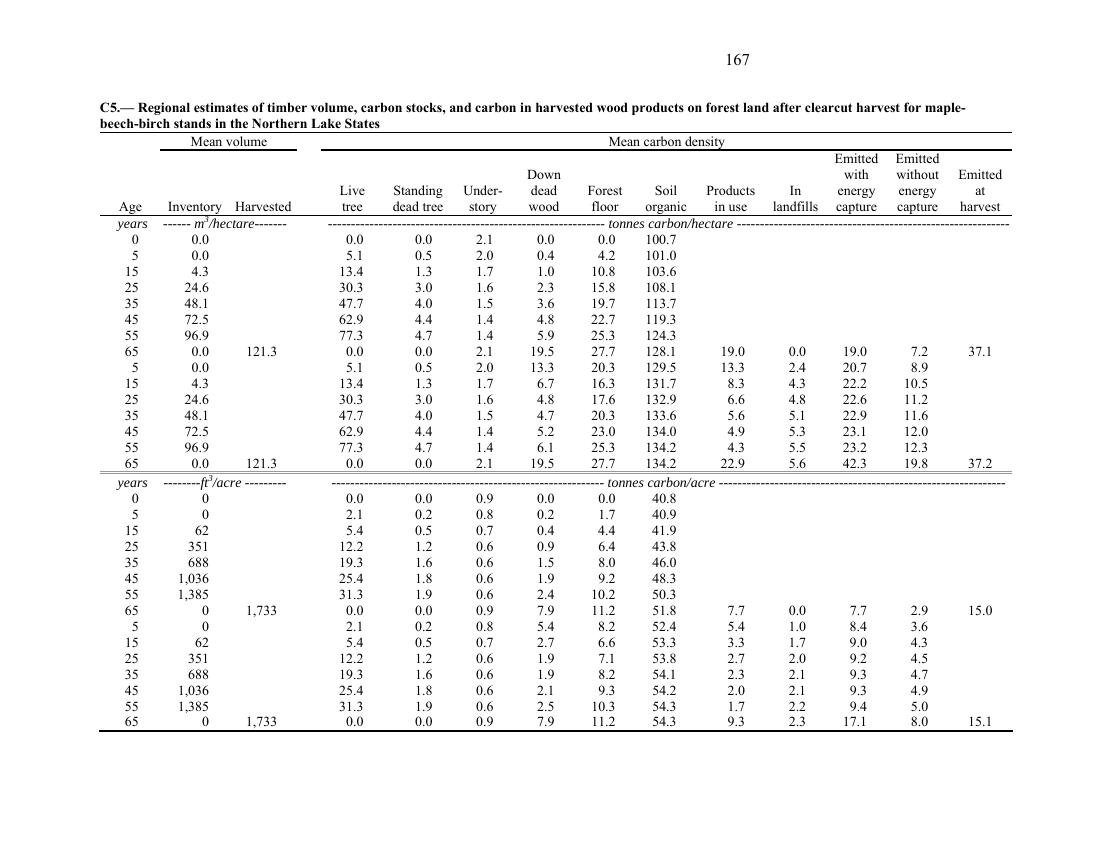 167
C5.— Regional estimates of timber volume, carbon stocks, and carbon in harvested wood products on forest land after clearcut harvest for maple-
beech-birch stands in the Northern Lake States
Mean volume Mean carbon density
Age Inventory Harvested Live tree Standing dead tree Under-story Down dead wood Forest floor Soil organic Products in use In landfills Emitted with energy capture Emitted without energy capture Emitted at harvest
years ------ m³/hectare------- ------------------------------------------------------------ tonnes carbon/hectare -----------------------------------------------------------
0 0.0 0.0 0.0 2.1 0.0 0.0 100.7
5 0.0 5.1 0.5 2.0 0.4 4.2 101.0
15 4.3 13.4 1.3 1.7 1.0 10.8 103.6
25 24.6 30.3 3.0 1.6 2.3 15.8 108.1
35 48.1 47.7 4.0 1.5 3.6 19.7 113.7
45 72.5 62.9 4.4 1.4 4.8 22.7 119.3
55 96.9 77.3 4.7 1.4 5.9 25.3 124.3
65 0.0 121.3 0.0 0.0 2.1 19.5 27.7 128.1 19.0 0.0 19.0 7.2 37.1
5 0.0 5.1 0.5 2.0 13.3 20.3 129.5 13.3 2.4 20.7 8.9
15 4.3 13.4 1.3 1.7 6.7 16.3 131.7 8.3 4.3 22.2 10.5
25 24.6 30.3 3.0 1.6 4.8 17.6 132.9 6.6 4.8 22.6 11.2
35 48.1 47.7 4.0 1.5 4.7 20.3 133.6 5.6 5.1 22.9 11.6
45 72.5 62.9 4.4 1.4 5.2 23.0 134.0 4.9 5.3 23.1 12.0
55 96.9 77.3 4.7 1.4 6.1 25.3 134.2 4.3 5.5 23.2 12.3
65 0.0 121.3 0.0 0.0 2.1 19.5 27.7 134.2 22.9 5.6 42.3 19.8 37.2
years --------ft³/acre --------- ------------------------------------------------------------ tonnes carbon/acre --------------------------------------------------------------
0 0 0.0 0.0 0.9 0.0 0.0 40.8
5 0 2.1 0.2 0.8 0.2 1.7 40.9
15 62 5.4 0.5 0.7 0.4 4.4 41.9
25 351 12.2 1.2 0.6 0.9 6.4 43.8
35 688 19.3 1.6 0.6 1.5 8.0 46.0
45 1,036 25.4 1.8 0.6 1.9 9.2 48.3
55 1,385 31.3 1.9 0.6 2.4 10.2 50.3
65 0 1,733 0.0 0.0 0.9 7.9 11.2 51.8 7.7 0.0 7.7 2.9 15.0
5 0 2.1 0.2 0.8 5.4 8.2 52.4 5.4 1.0 8.4 3.6
15 62 5.4 0.5 0.7 2.7 6.6 53.3 3.3 1.7 9.0 4.3
25 351 12.2 1.2 0.6 1.9 7.1 53.8 2.7 2.0 9.2 4.5
35 688 19.3 1.6 0.6 1.9 8.2 54.1 2.3 2.1 9.3 4.7
45 1,036 25.4 1.8 0.6 2.1 9.3 54.2 2.0 2.1 9.3 4.9
55 1,385 31.3 1.9 0.6 2.5 10.3 54.3 1.7 2.2 9.4 5.0
65 0 1,733 0.0 0.0 0.9 7.9 11.2 54.3 9.3 2.3 17.1 8.0 15.1